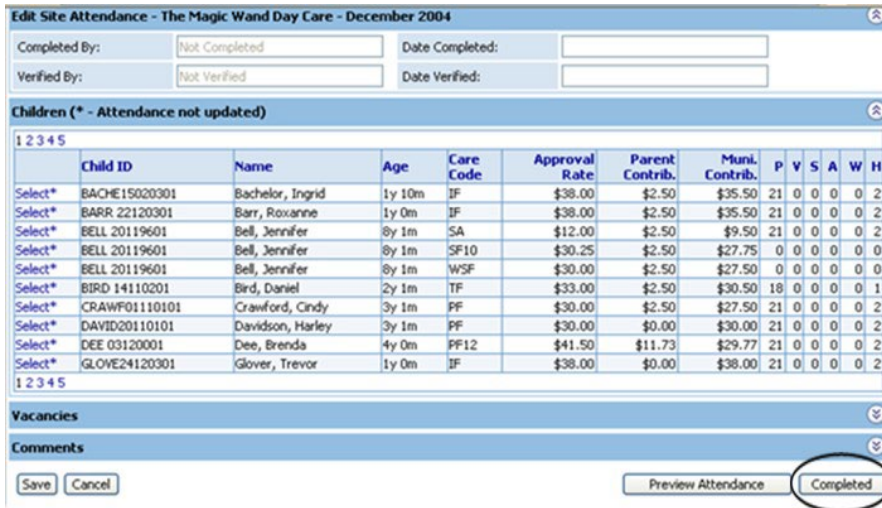 Edit Site Attendance - The Magic Wand Day Care - December 2004
Completed By: Not Completed Date Completed:
Verified By: Not Verified Date Verified:
Children (* - Attendance not updated)
1 2 3 4 5
Child ID Name Age Care Code Approval Rate Parent Contrib. Muni. Contrib. P V S A W H
Select* BACHE15020301 Bachelor, Ingrid 1y 10m IF $38.00 $2.50 $35.50 21 0 0 0 0 2
Select* BARR 22120301 Barr, Roxanne 1y 0m IF $38.00 $2.50 $35.50 21 0 0 0 0 2
Select* BELL 20119601 Bell, Jennifer 8y 1m SA $12.00 $2.50 $9.50 21 0 0 0 0 2
Select* BELL 20119601 Bell, Jennifer 8y 1m SF10 $30.25 $2.50 $27.75 0 0 0 0 0 0
Select* BELL 20119601 Bell, Jennifer 8y 1m WSF $30.00 $2.50 $27.50 0 0 0 0 0 0
Select* BIRD 14110201 Bird, Daniel 2y 1m TF $33.00 $2.50 $30.50 18 0 0 0 0 1
Select* CRAWF01110101 Crawford, Cindy 3y 1m PF $30.00 $2.50 $27.50 21 0 0 0 0 2
Select* DAVID20110101 Davidson, Harley 3y 1m PF $30.00 $0.00 $30.00 21 0 0 0 0 2
Select* DEE 03120001 Dee, Brenda 4y 0m PF12 $41.50 $11.73 $29.77 21 0 0 0 0 2
Select* GLOVE24120301 Glover, Trevor 1y 0m IF $38.00 $0.00 $38.00 21 0 0 0 0 2
1 2 3 4 5
Vacancies
Comments
Save Cancel Preview Attendance Completed